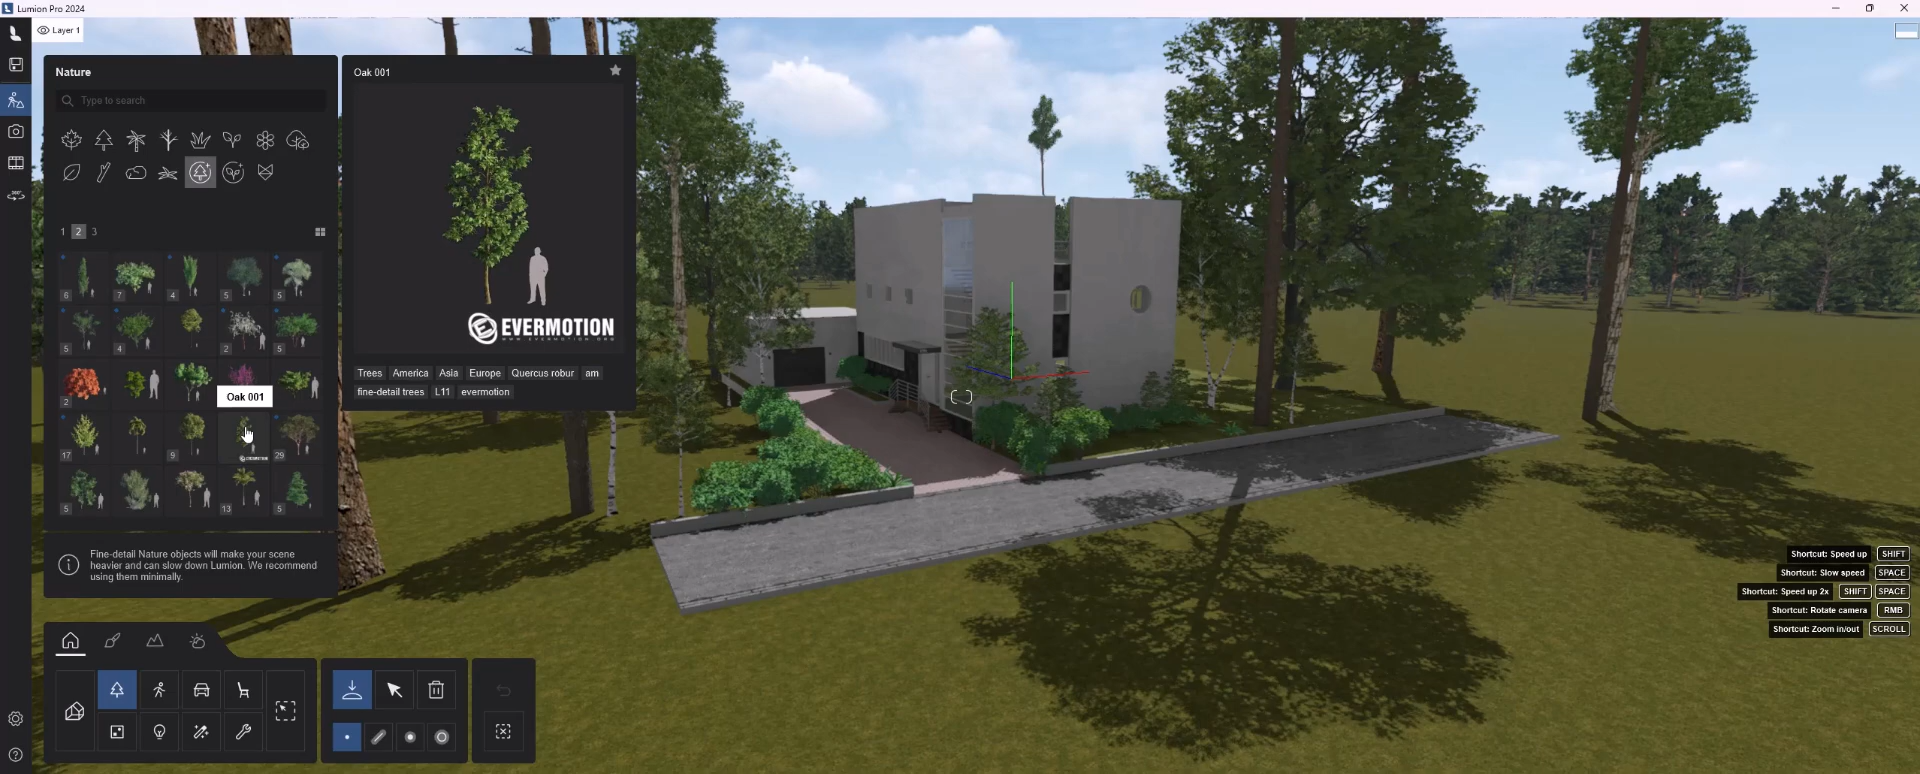 Lumion Pro 2024
Layer 1
Nature
Type to search
1 2 3
6 7 4 5 5
5 4 2 5
2
Oak 001
17 9 EVERMOTION 29
5 13 5
Fine-detail Nature objects will make your scene
heavier and can slow down Lumion. We recommend
using them minimally.
Oak 001
EVERMOTION
WWW.EVERMOTION.ORG
Trees America Asia Europe Quercus robur am
fine-detail trees L11 evermotion
Shortcut: Speed up SHIFT
Shortcut: Slow speed SPACE
Shortcut: Speed up 2x SHIFT SPACE
Shortcut: Rotate camera RMB
Shortcut: Zoom in/out SCROLL